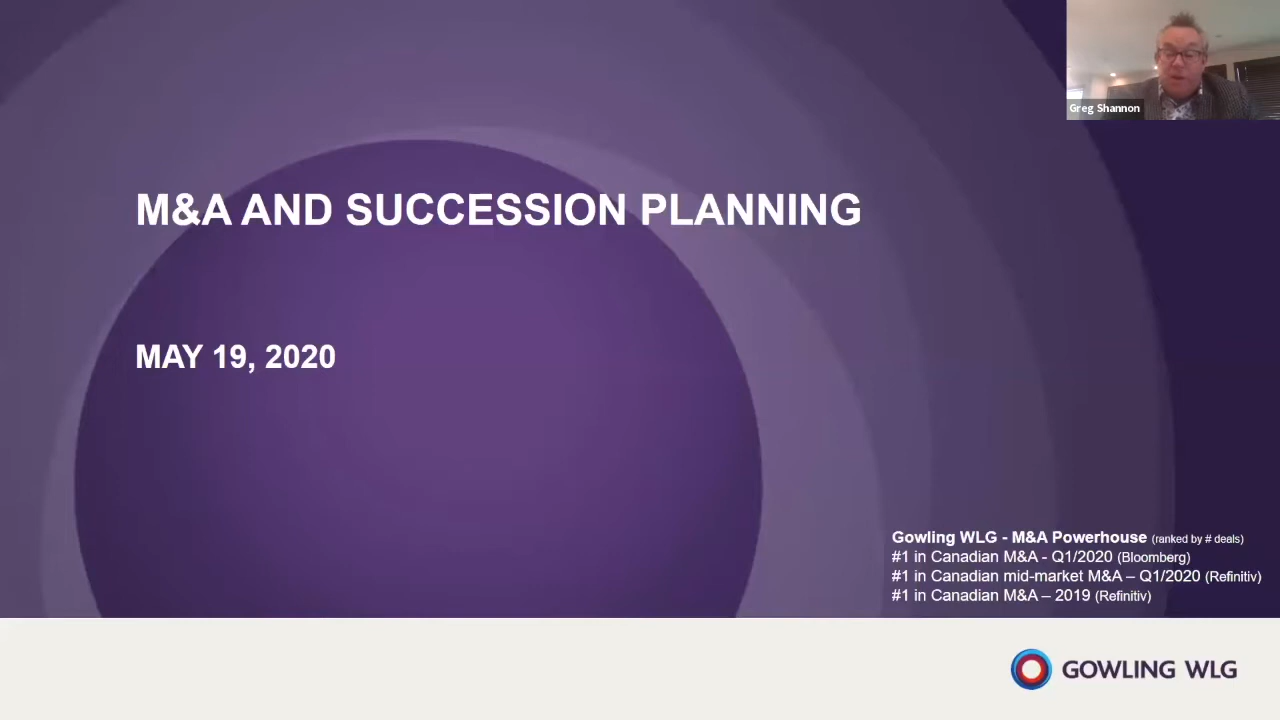 Greg Shannon
M&A AND SUCCESSION PLANNING
MAY 19, 2020
Gowling WLG - M&A Powerhouse (ranked by # deals)
#1 in Canadian M&A - Q1/2020 (Bloomberg)
#1 in Canadian mid-market M&A – Q1/2020 (Refinitiv)
#1 in Canadian M&A – 2019 (Refinitiv)
GOWLING WLG